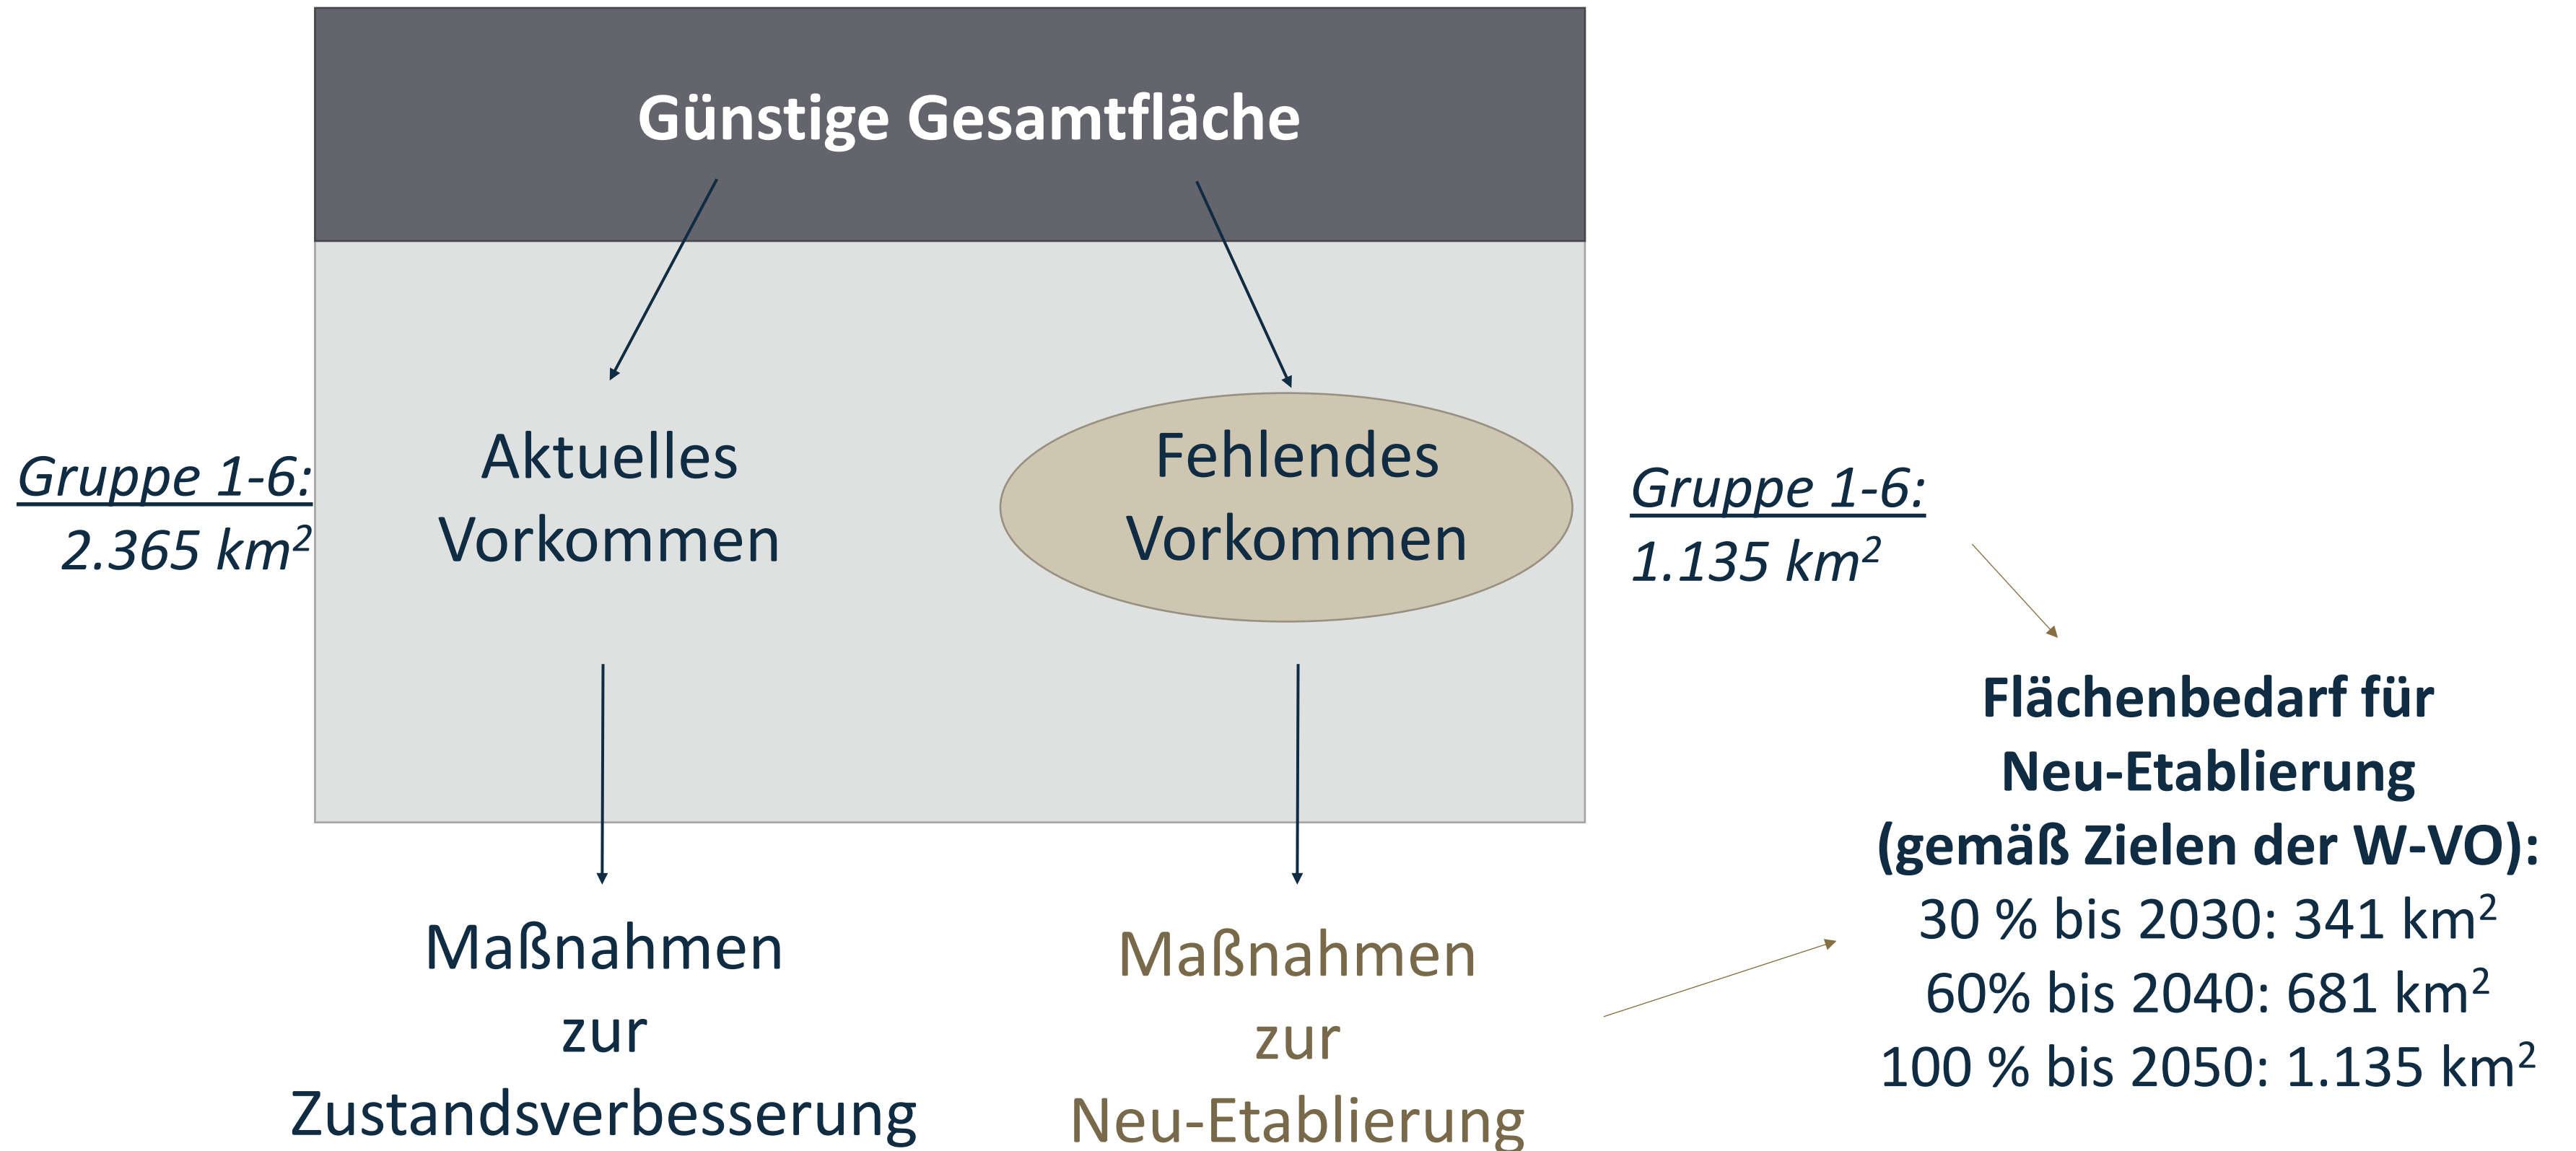 Günstige Gesamtfläche
Gruppe 1-6:
2.365 km²
Aktuelles
Vorkommen
Fehlendes
Vorkommen
Gruppe 1-6:
1.135 km²
Maßnahmen
zur
Zustandsverbesserung
Maßnahmen
zur
Neu-Etablierung
Flächenbedarf für
Neu-Etablierung
(gemäß Zielen der W-VO):
30 % bis 2030: 341 km²
60% bis 2040: 681 km²
100 % bis 2050: 1.135 km²